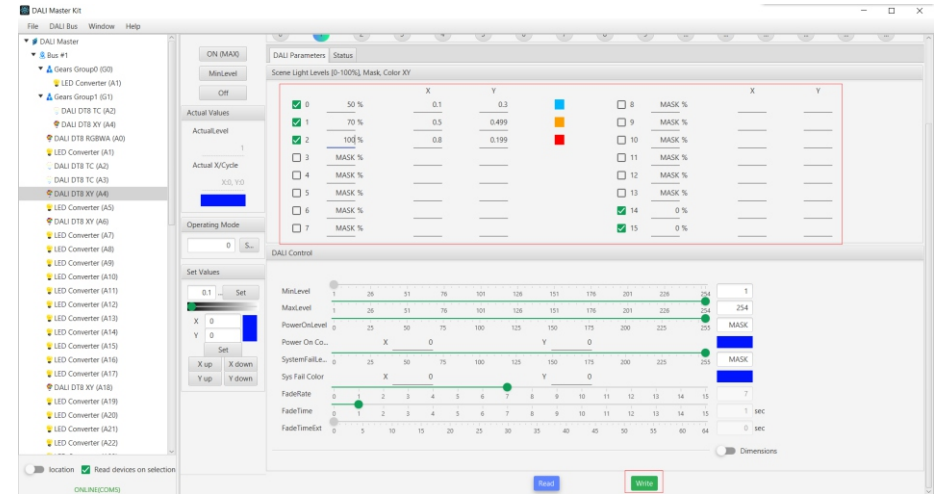 DALI Master Kit
File DALI Bus Window Help
DALI Master
Bus #1
Gears Group0 (G0)
LED Converter (A1)
Gears Group1 (G1)
DALI DT8 TC (A2)
DALI DT8 XY (A4)
DALI DT8 RGBWA (A0)
LED Converter (A1)
DALI DT8 TC (A2)
DALI DT8 TC (A3)
DALI DT8 XY (A4)
LED Converter (A5)
DALI DT8 XY (A6)
LED Converter (A7)
LED Converter (A8)
LED Converter (A9)
LED Converter (A10)
LED Converter (A11)
LED Converter (A12)
LED Converter (A13)
LED Converter (A14)
LED Converter (A15)
LED Converter (A16)
LED Converter (A17)
DALI DT8 XY (A18)
LED Converter (A19)
LED Converter (A20)
LED Converter (A21)
LED Converter (A22)
location Read devices on selection
ONLINE(COM5)
ON (MAX)
MinLevel
Off
Actual Values
ActualLevel
1
Actual X/Cycle
X:0, Y:0
Operating Mode
0 S...
Set Values
0.1 ... Set
X 0
Y 0
Set
X up X down
Y up Y down
DALI Parameters Status
Scene Light Levels [0-100%], Mask, Color XY
X Y X Y
0 50 % 0.1 0.3 8 MASK %
1 70 % 0.5 0.499 9 MASK %
2 100 % 0.8 0.199 10 MASK %
3 MASK % 11 MASK %
4 MASK % 12 MASK %
5 MASK % 13 MASK %
6 MASK % 14 0 %
7 MASK % 15 0 %
DALI Control
MinLevel 1 26 51 76 101 126 151 176 201 226 254 1
MaxLevel 1 26 51 76 101 126 151 176 201 226 254 254
PowerOnLevel 0 25 50 75 100 125 150 175 200 225 255 MASK
Power On Co... X 0 Y 0
SystemFailLe... 0 25 50 75 100 125 150 175 200 225 255 MASK
Sys Fail Color X 0 Y 0
FadeRate 0 1 2 3 4 5 6 7 8 9 10 11 12 13 14 15 7
FadeTime 0 1 2 3 4 5 6 7 8 9 10 11 12 13 14 15 1 sec
FadeTimeExt 0 5 10 15 20 25 30 35 40 45 50 55 60 64 0 sec
Dimensions
Read Write